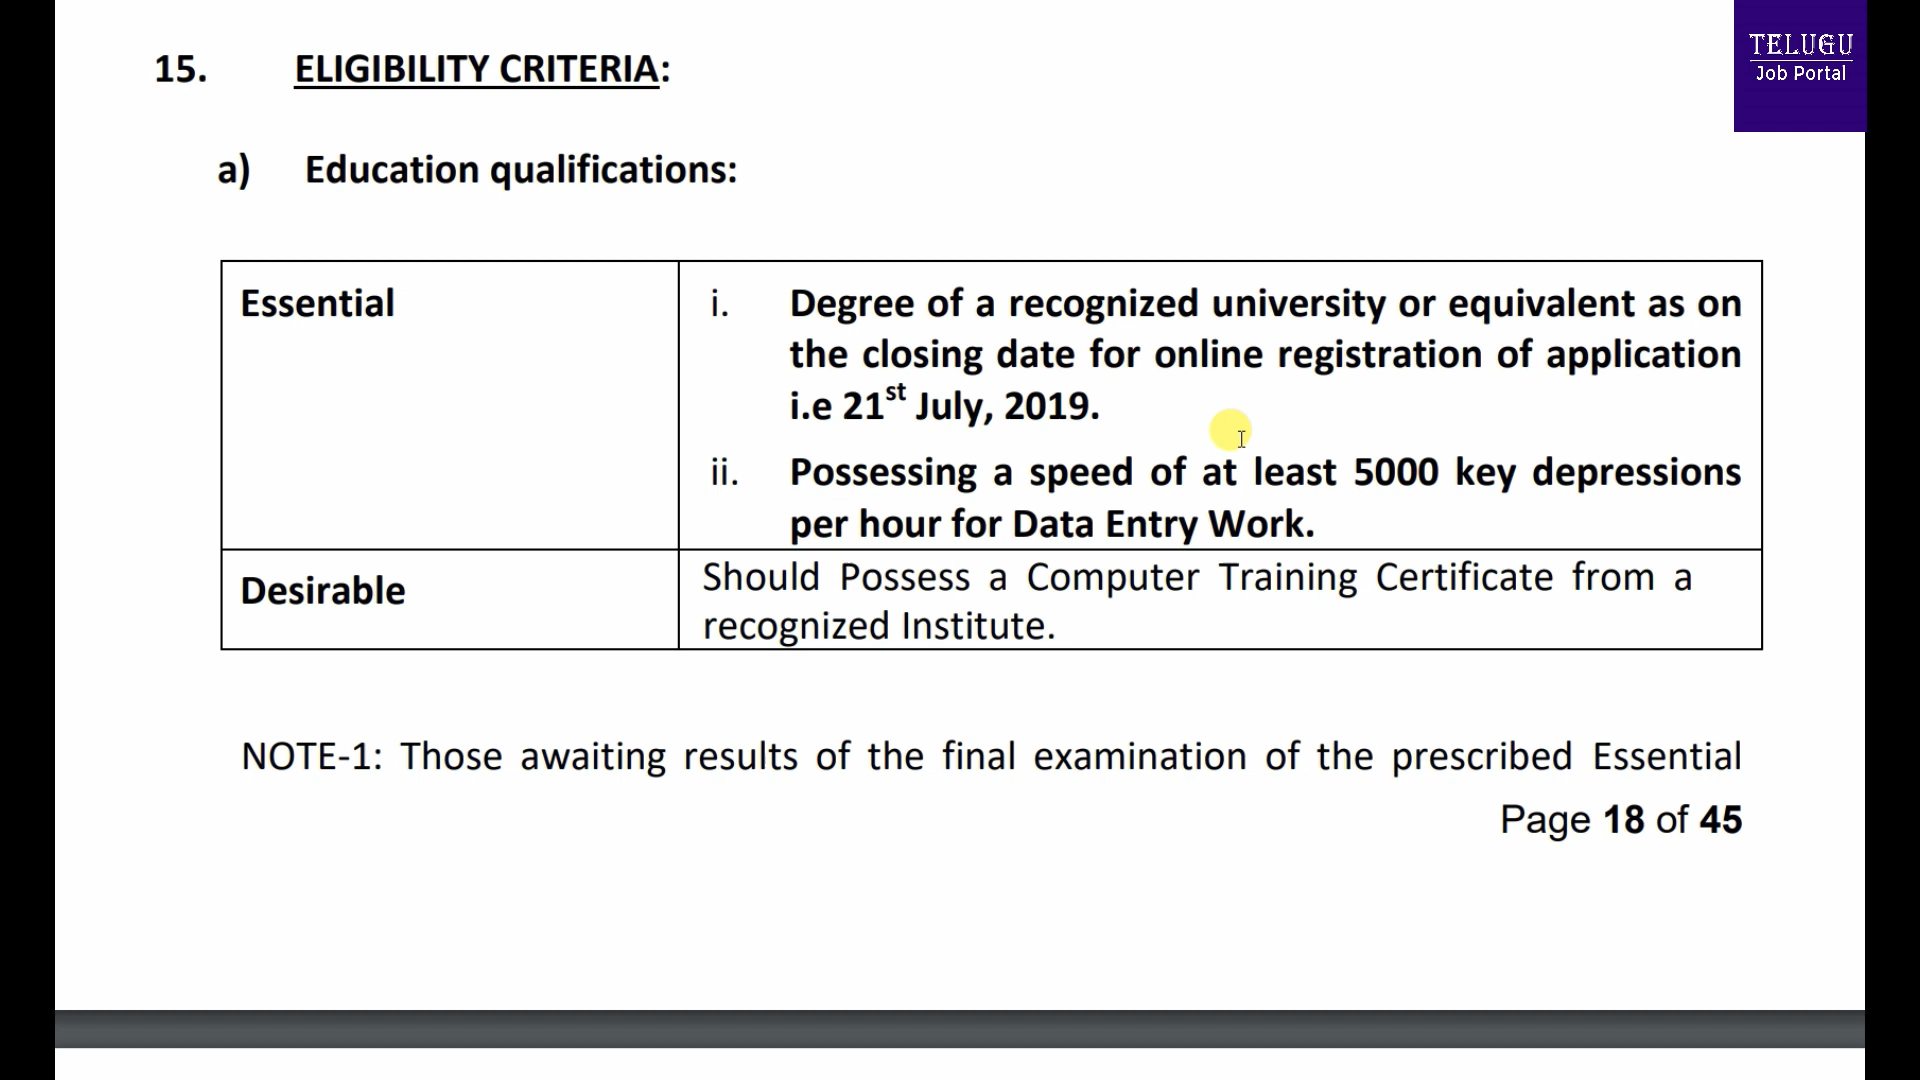 TELUGU
Job Portal
15. ELIGIBILITY CRITERIA:
a) Education qualifications:
Essential
i. Degree of a recognized university or equivalent as on
the closing date for online registration of application
i.e 21st July, 2019.
ii. Possessing a speed of at least 5000 key depressions
per hour for Data Entry Work.
Desirable
Should Possess a Computer Training Certificate from a
recognized Institute.
NOTE-1: Those awaiting results of the final examination of the prescribed Essential
Page 18 of 45